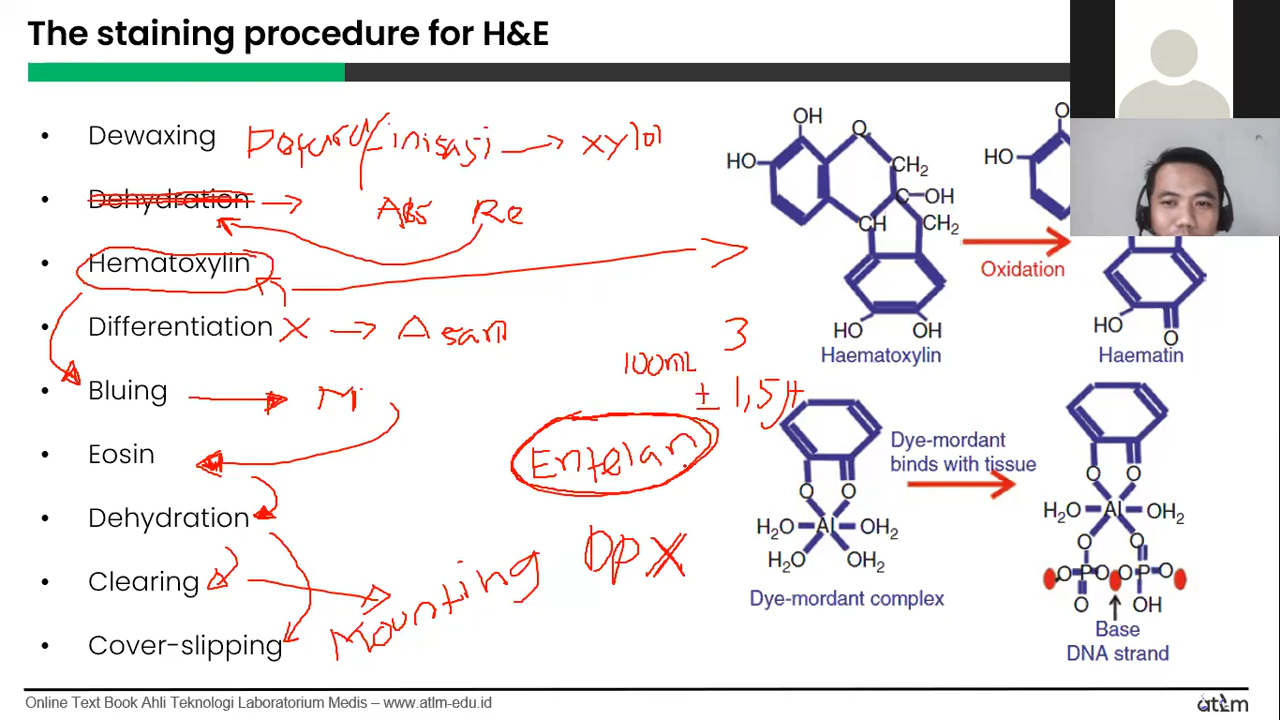 The staining procedure for H&E
• Dewaxing
xylol
• Dehydration
Abs Re
• Hematoxylin
• Differentiation
X → Asam
• Bluing
M
• Eosin
• Dehydration
• Clearing
• Cover-slipping
Mounting
3
100mL
± 1,5 jt
Entelan
DPX
OH
HO
O
CH₂
C OH
CH CH₂
HO OH
Haematoxylin
Oxidation
O
HO
HO
O
Haematin
O O
H₂O Al OH₂
H₂O OH₂
Dye-mordant complex
Dye-mordant
binds with tissue
O O
H₂O Al OH₂
O O
O P O O P O
O OH
Base
DNA strand
Online Text Book Ahli Teknologi Laboratorium Medis – www.atlm-edu.id
atlm